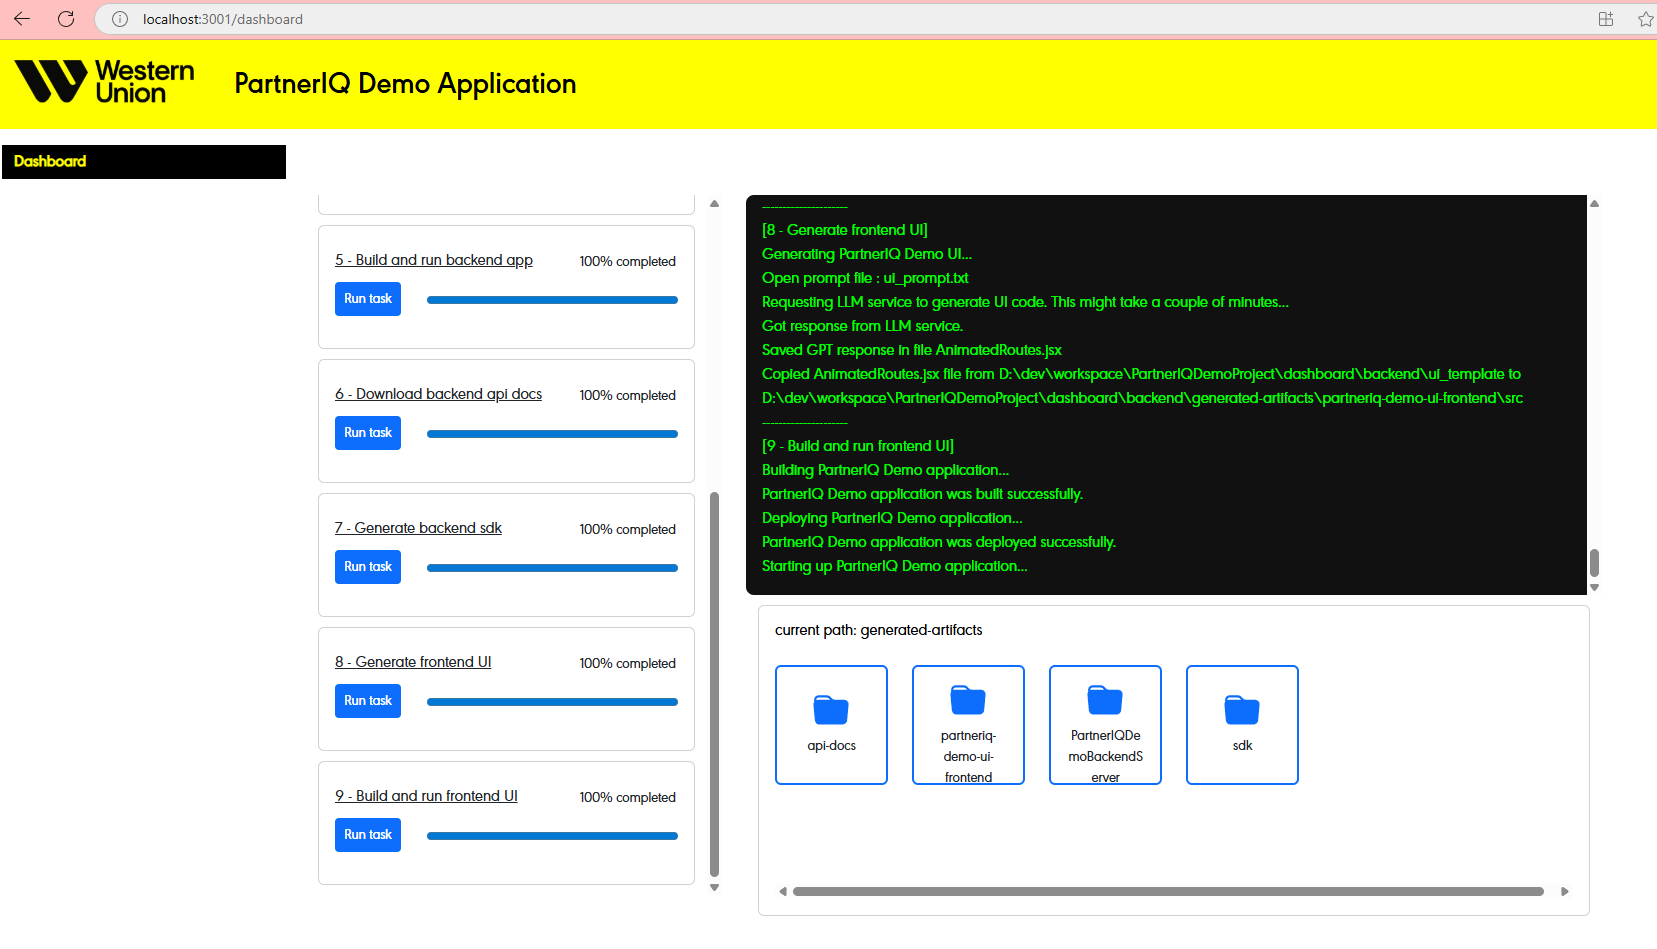 localhost:3001/dashboard
Western
Union
PartnerIQ Demo Application
Dashboard
5 - Build and run backend app
100% completed
Run task
6 - Download backend api docs
100% completed
Run task
7 - Generate backend sdk
100% completed
Run task
8 - Generate frontend UI
100% completed
Run task
9 - Build and run frontend UI
100% completed
Run task
---------------------
[8 - Generate frontend UI]
Generating PartnerIQ Demo UI...
Open prompt file : ui_prompt.txt
Requesting LLM service to generate UI code. This might take a couple of minutes...
Got response from LLM service.
Saved GPT response in file AnimatedRoutes.jsx
Copied AnimatedRoutes.jsx file from D:\dev\workspace\PartnerIQDemoProject\dashboard\backend\ui_template to
D:\dev\workspace\PartnerIQDemoProject\dashboard\backend\generated-artifacts\partneriq-demo-ui-frontend\src
---------------------
[9 - Build and run frontend UI]
Building PartnerIQ Demo application...
PartnerIQ Demo application was built successfully.
Deploying PartnerIQ Demo application...
PartnerIQ Demo application was deployed successfully.
Starting up PartnerIQ Demo application...
current path: generated-artifacts
api-docs
partneriq-
demo-ui-
frontend
PartnerIQDe
moBackendS
erver
sdk